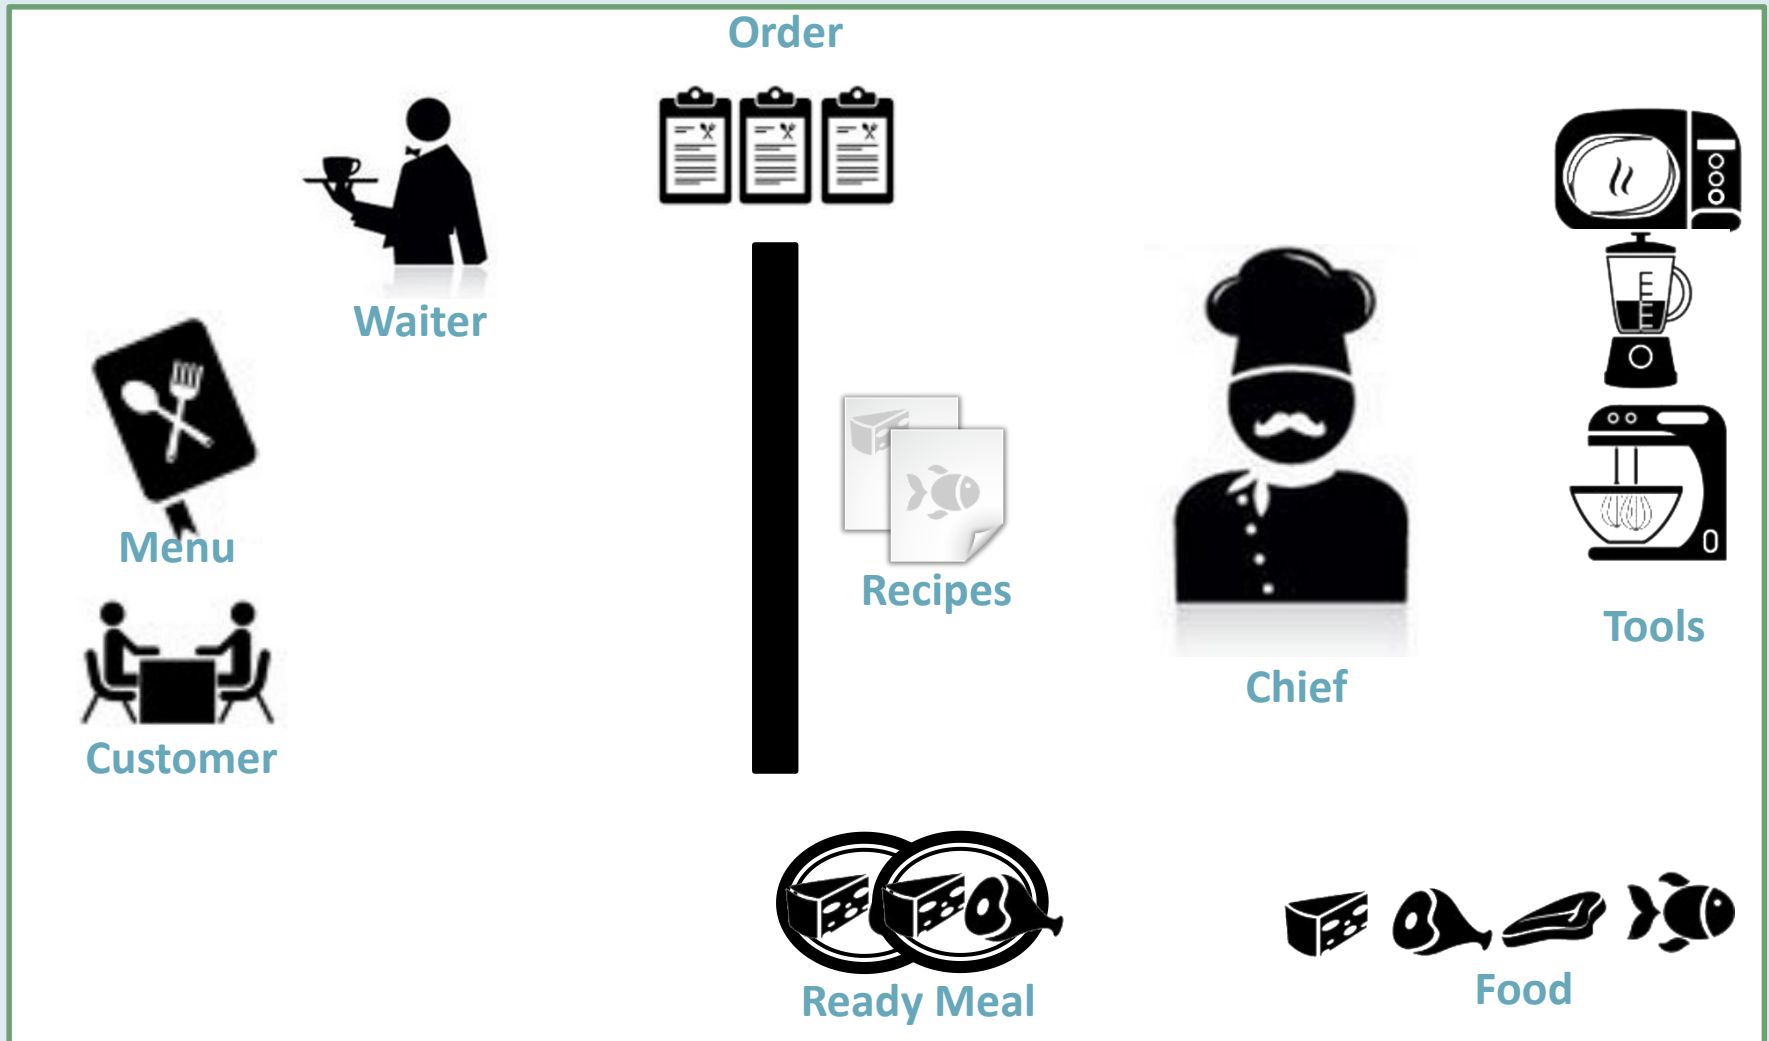 Order
Waiter
Menu
Recipes
Tools
Chief
Customer
Food
Ready Meal